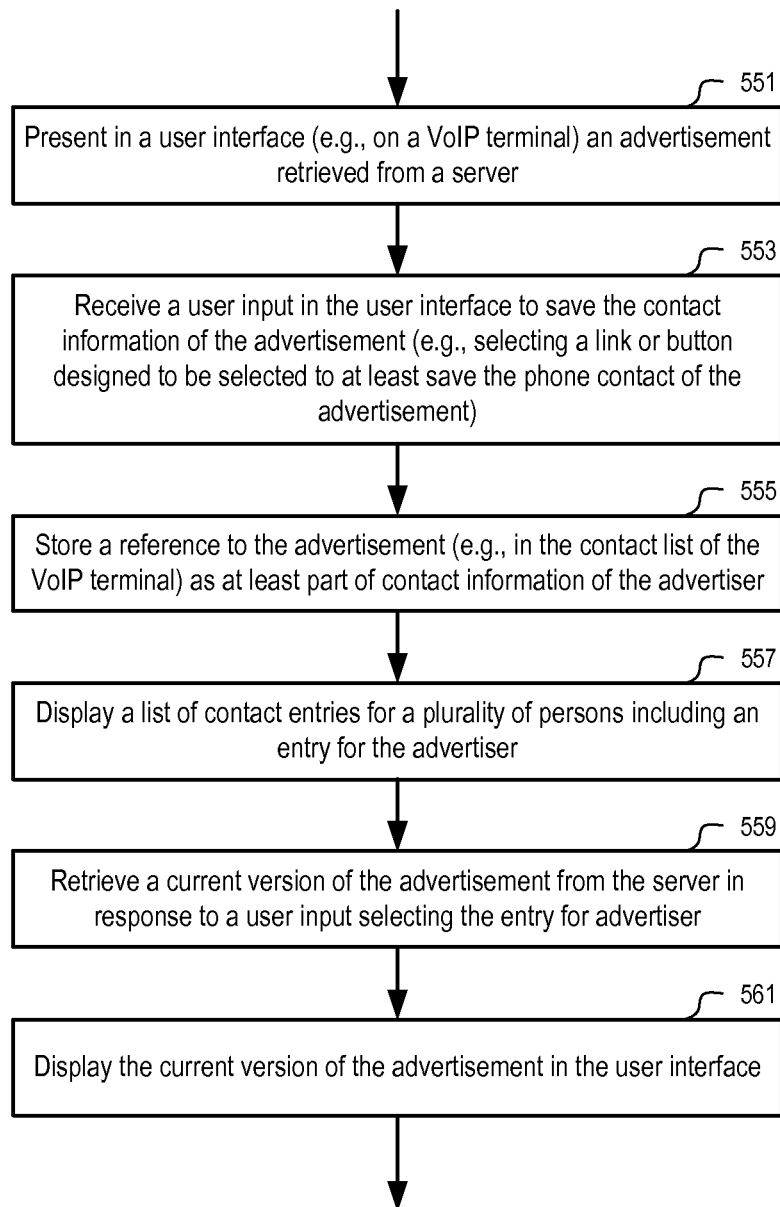 551
Present in a user interface (e.g., on a VoIP terminal) an advertisement
retrieved from a server
553
Receive a user input in the user interface to save the contact
information of the advertisement (e.g., selecting a link or button
designed to be selected to at least save the phone contact of the
advertisement)
555
Store a reference to the advertisement (e.g., in the contact list of the
VoIP terminal) as at least part of contact information of the advertiser
557
Display a list of contact entries for a plurality of persons including an
entry for the advertiser
559
Retrieve a current version of the advertisement from the server in
response to a user input selecting the entry for advertiser
561
Display the current version of the advertisement in the user interface